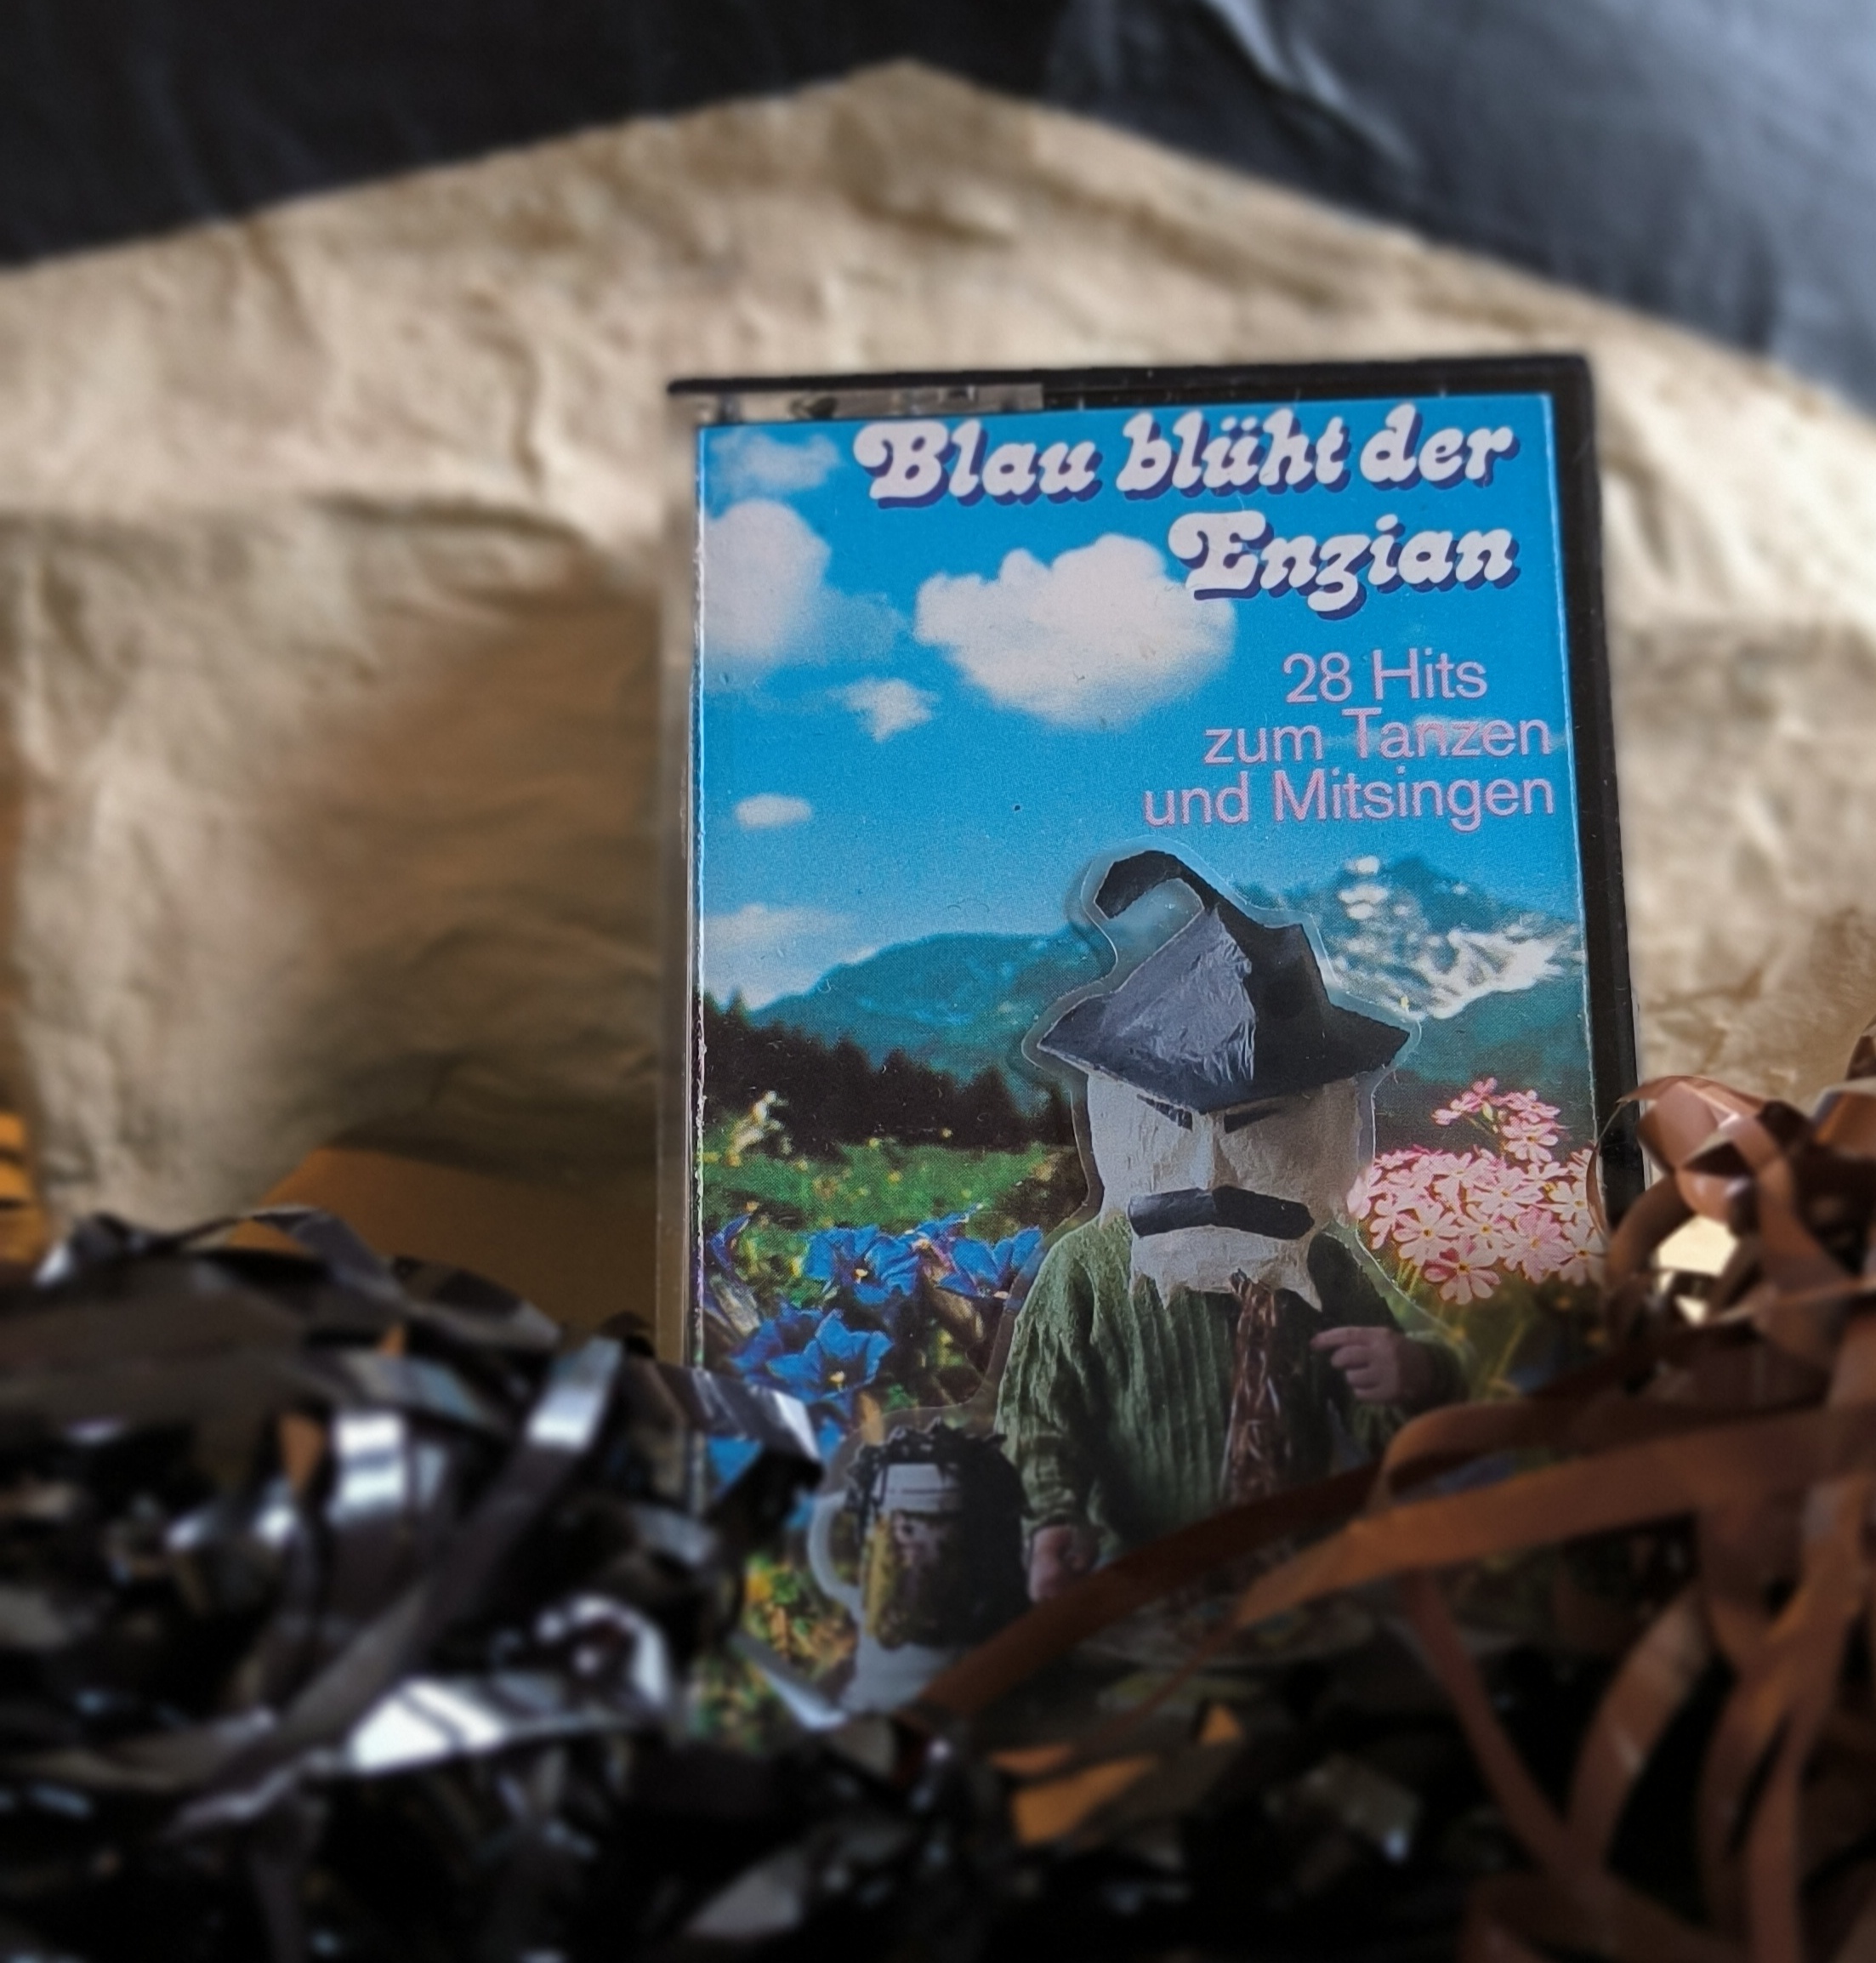 Blau blüht der
Enzian
28 Hits
zum Tanzen
und Mitsingen